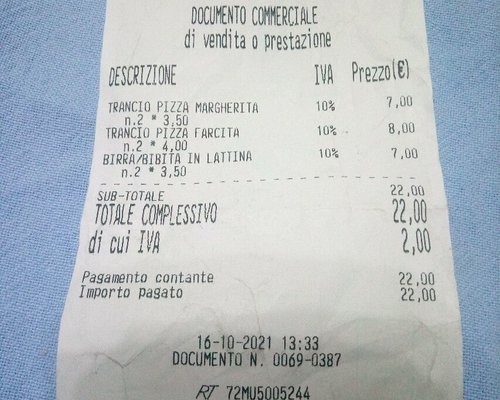 DOCUMENTO COMMERCIALE
di vendita o prestazione
DESCRIZIONE IVA Prezzo(€)
TRANCIO PIZZA MARGHERITA 10% 7,00
n.2 * 3,50
TRANCIO PIZZA FARCITA 10% 8,00
n.2 * 4,00
BIRRA/BIBITA IN LATTINA 10% 7,00
n.2 * 3,50
SUB-TOTALE 22,00
TOTALE COMPLESSIVO 22,00
di cui IVA 2,00
Pagamento contante 22,00
Importo pagato 22,00
16-10-2021 13:33
DOCUMENTO N. 0069-0387
RT 72MU5005244